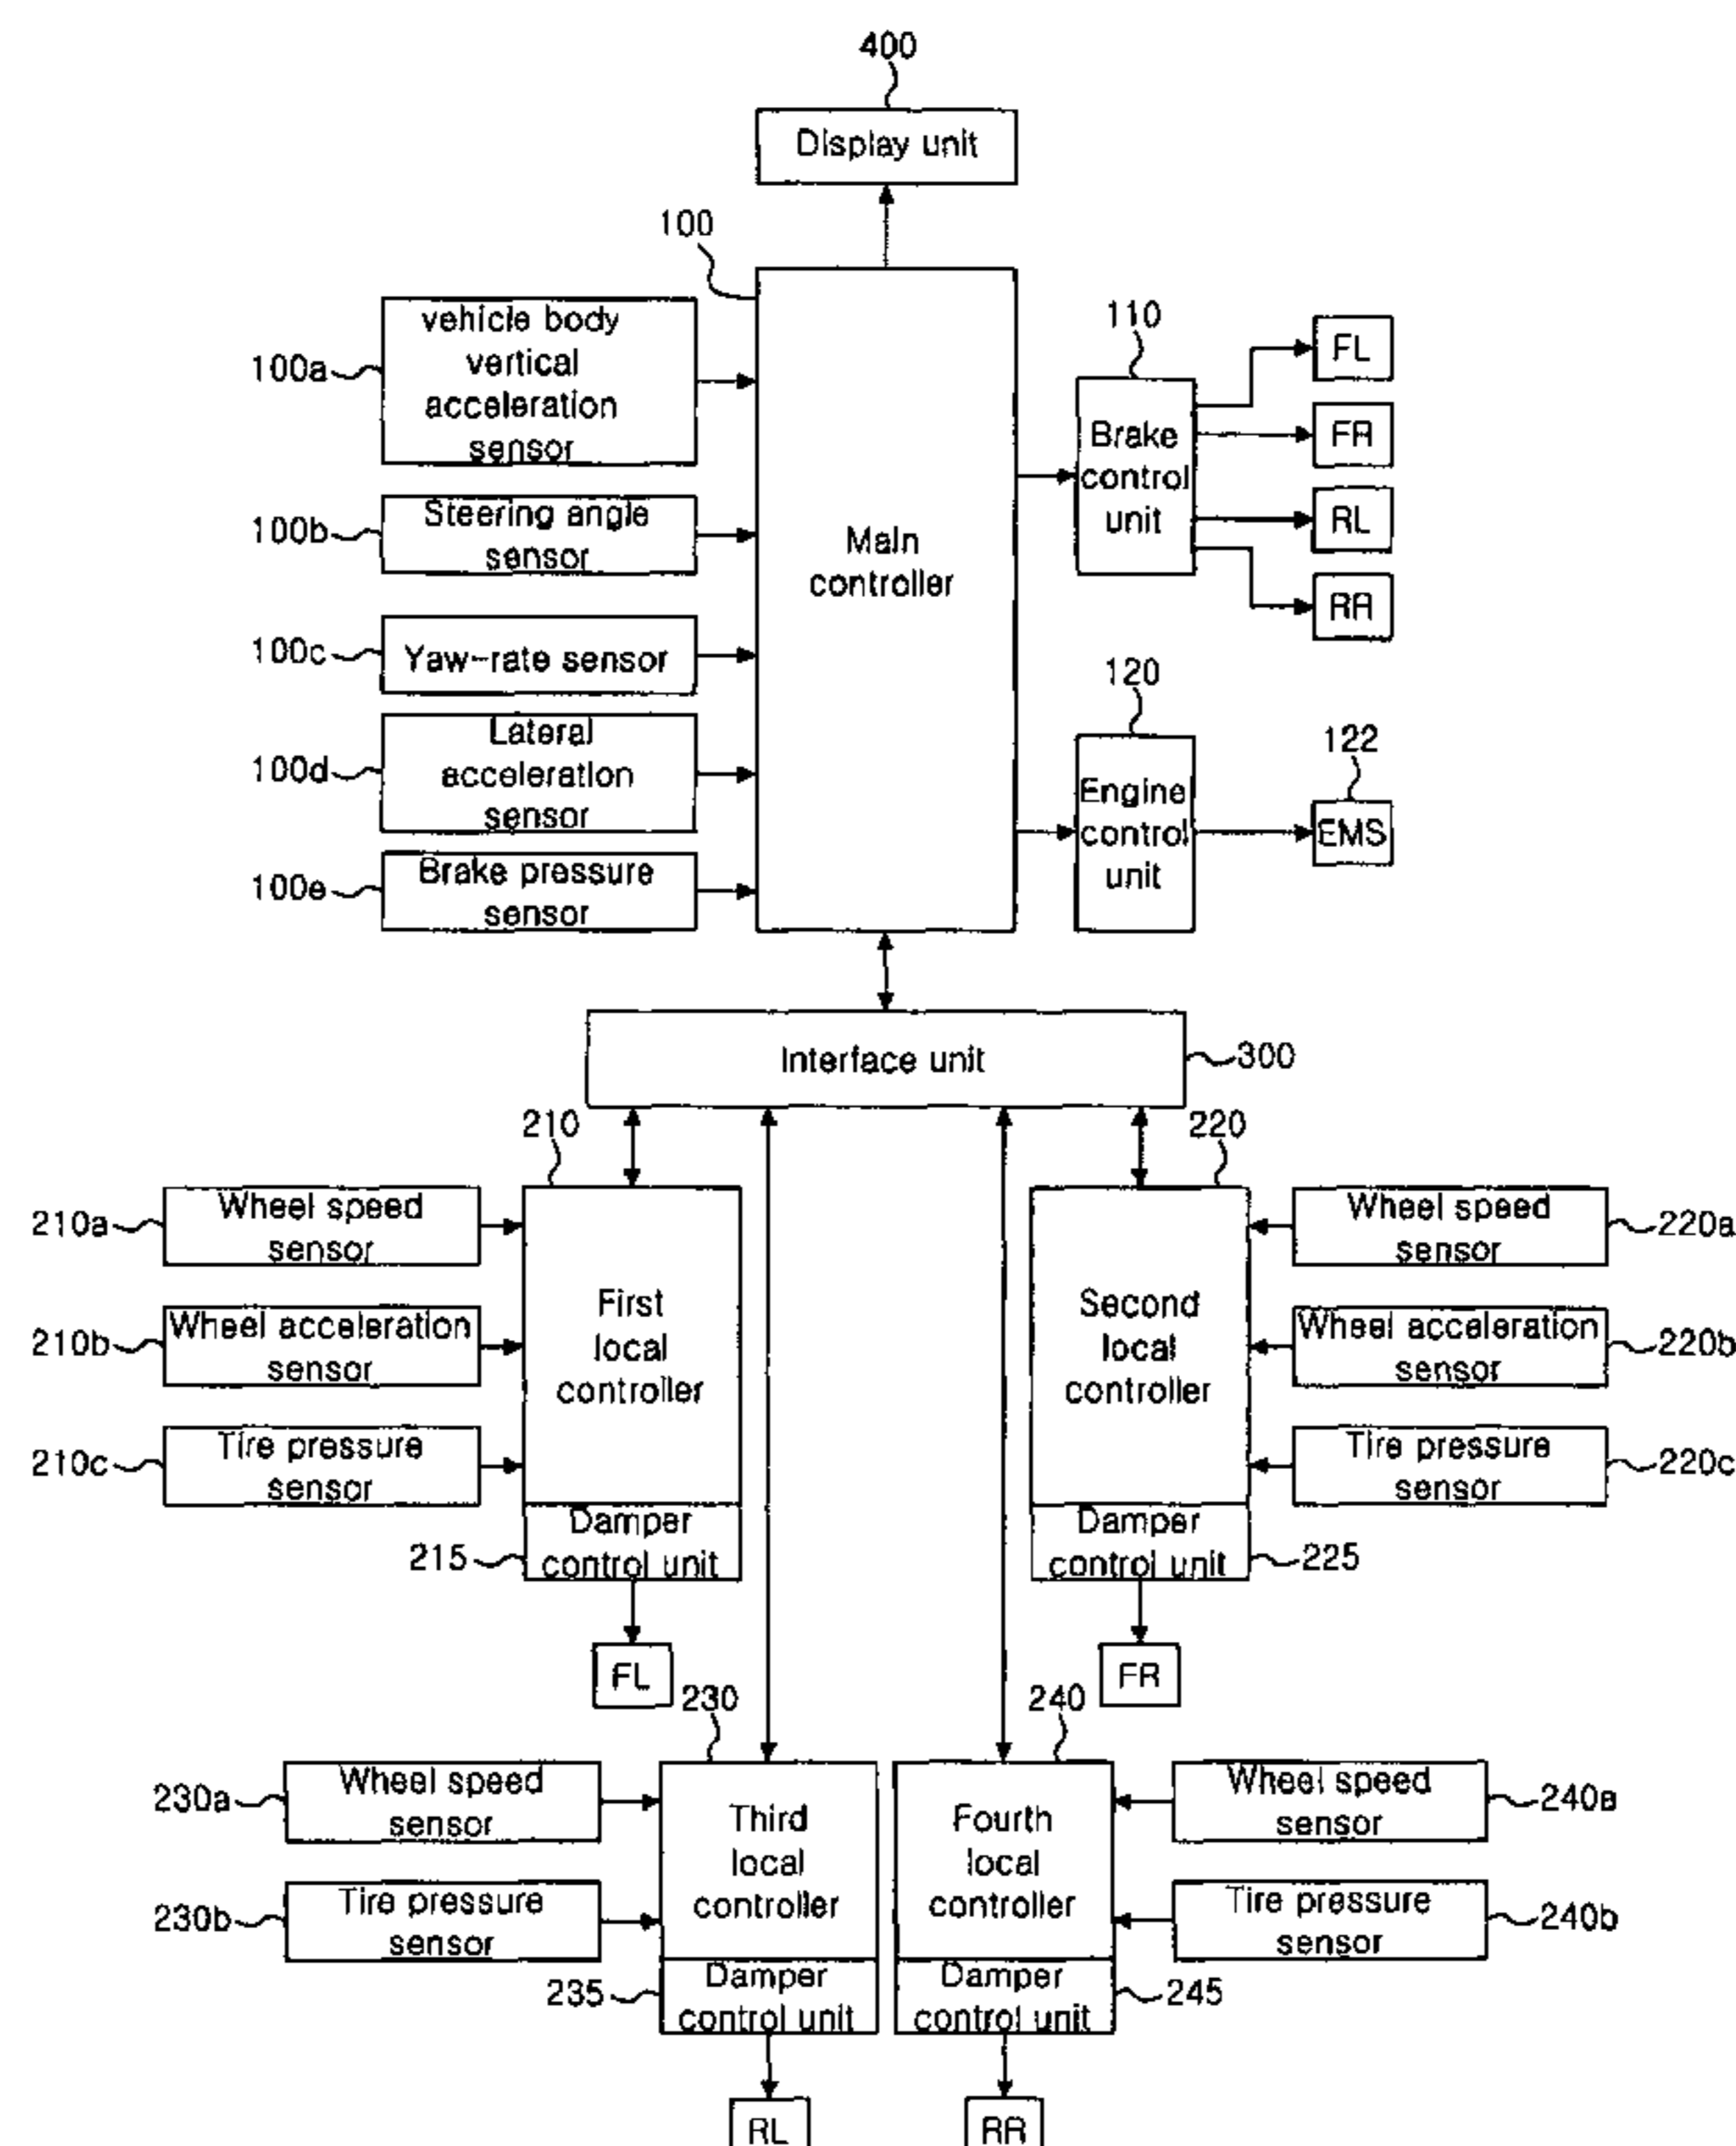 400
Display unit
100
vehicle body
vertical
acceleration
sensor
100a
Steering angle
sensor
100b
Yaw-rate sensor
100c
Lateral
acceleration
sensor
100d
Brake pressure
sensor
100e
Main
controller
110
Brake
control
unit
FL
FR
RL
RR
120
Engine
control
unit
122
EMS
Interface unit
300
210
220
210a
Wheel speed
sensor
210b
Wheel acceleration
sensor
210c
Tire pressure
sensor
First
local
controller
215
Damper
control unit
FL
Second
local
controller
Wheel speed
sensor
220a
Wheel acceleration
sensor
220b
Tire pressure
sensor
220c
Damper
control unit
225
FR
230
240
230a
Wheel speed
sensor
230b
Tire pressure
sensor
Third
local
controller
235
Damper
control unit
RL
Fourth
local
controller
Wheel speed
sensor
240a
Tire pressure
sensor
240b
Damper
control unit
245
RR